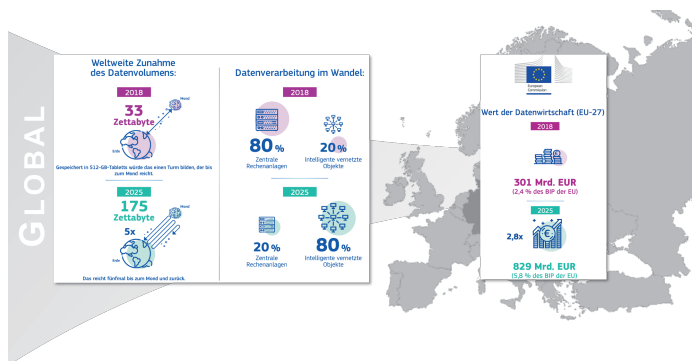 GLOBAL
Weltweite Zunahme
des Datenvolumens:
2018
33
Zettabyte
Mond
Erde
Gespeichert in 512-GB-Tabletts würde das einen Turm bilden, der bis
zum Mond reicht.
2025
175
Zettabyte
5x
Mond
Erde
Das reicht fünfmal bis zum Mond und zurück.
Datenverarbeitung im Wandel:
2018
80 %
Zentrale
Rechenanlagen
20 %
Intelligente vernetzte
Objekte
2025
20 %
Zentrale
Rechenanlagen
80 %
Intelligente vernetzte
Objekte
European
Commission
Wert der Datenwirtschaft (EU-27)
2018
301 Mrd. EUR
(2,4 % des BIP der EU)
2025
2,8x
829 Mrd. EUR
(5,8 % des BIP der EU)